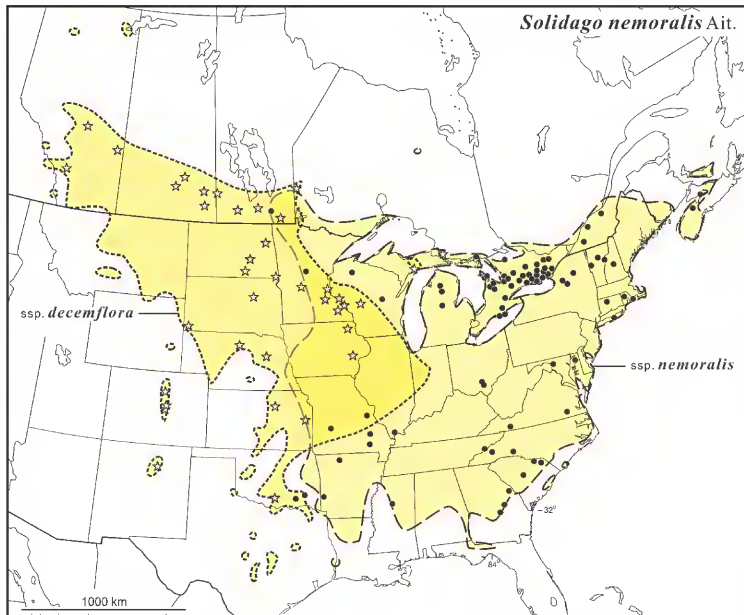 Solidago nemoralis Ait.
ssp. decemflora
ssp. nemoralis
32°
84°
1000 km